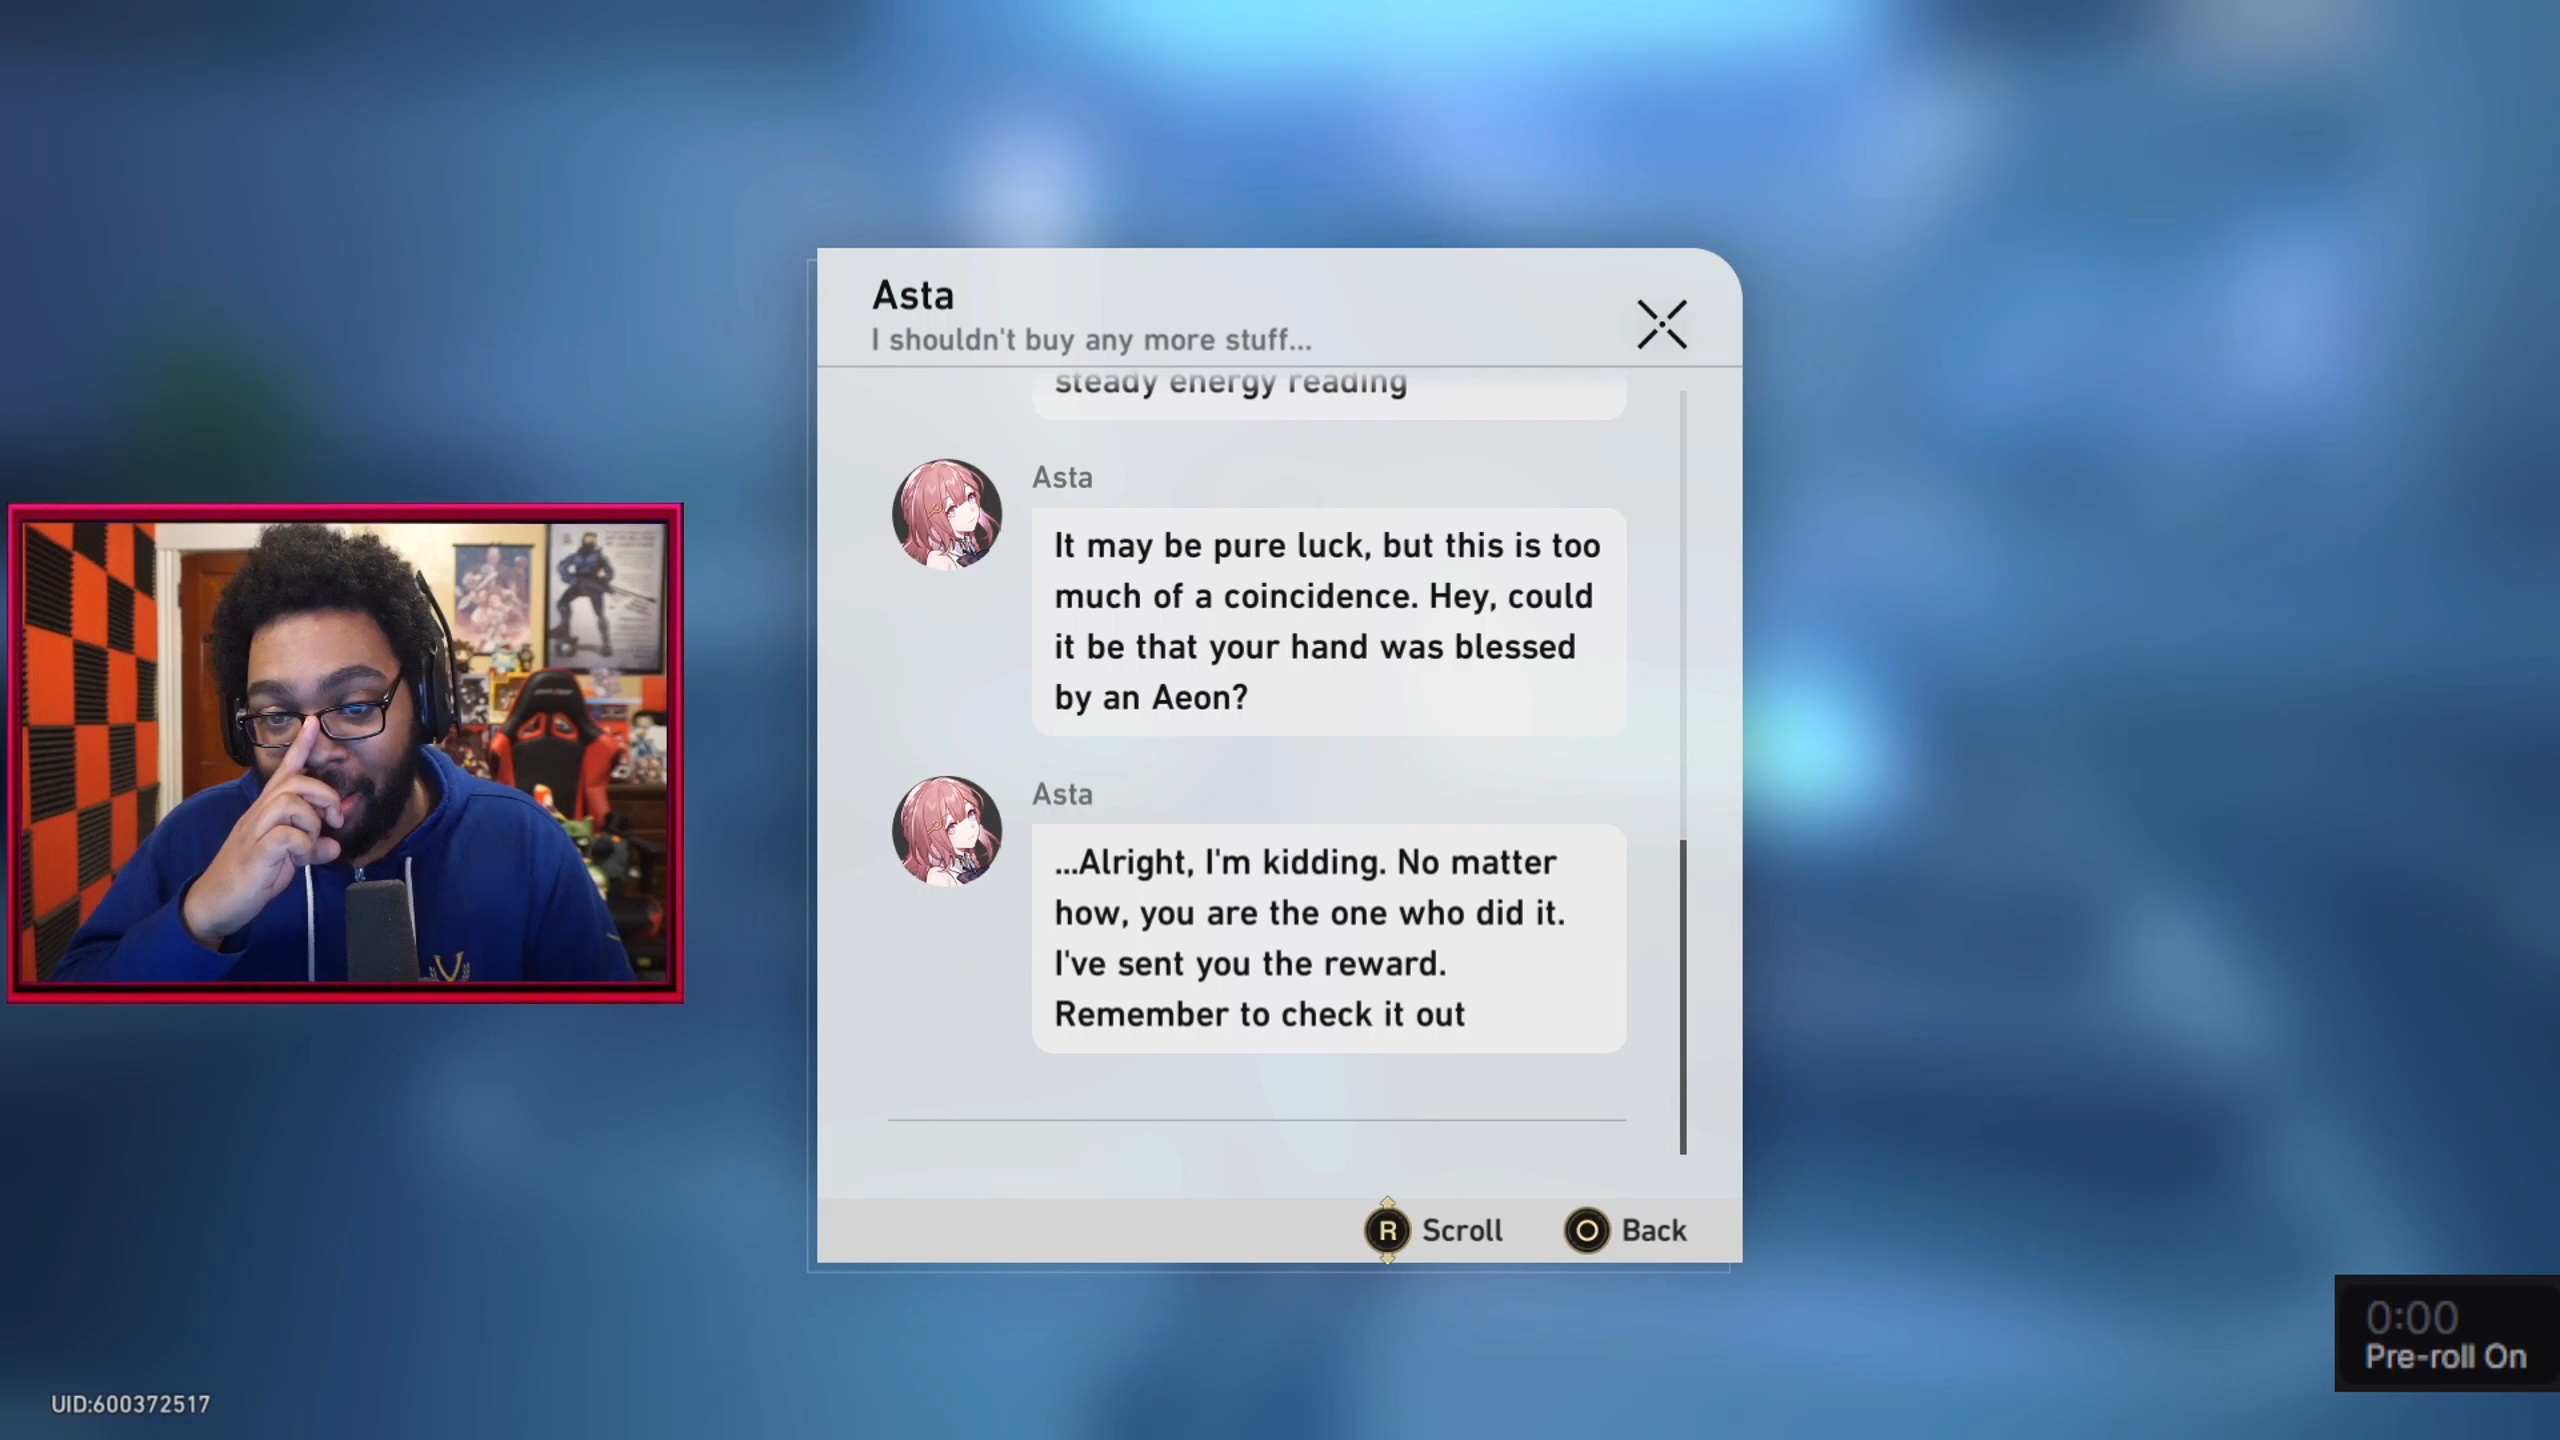 Asta
I shouldn't buy any more stuff...
steady energy reading
Asta
It may be pure luck, but this is too
much of a coincidence. Hey, could
it be that your hand was blessed
by an Aeon?
Asta
...Alright, I'm kidding. No matter
how, you are the one who did it.
I've sent you the reward.
Remember to check it out
R Scroll
Back
0:00
Pre-roll On
UID:600372517